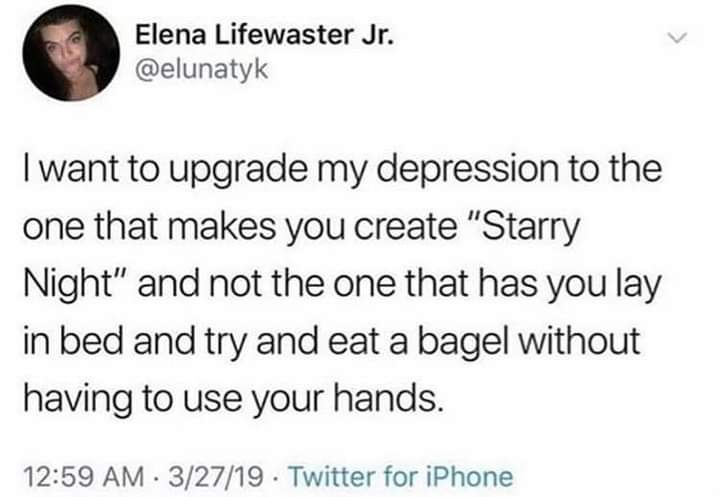 Elena Lifewaster Jr.
@elunatyk
I want to upgrade my depression to the
one that makes you create "Starry
Night" and not the one that has you lay
in bed and try and eat a bagel without
having to use your hands.
12:59 AM · 3/27/19 · Twitter for iPhone